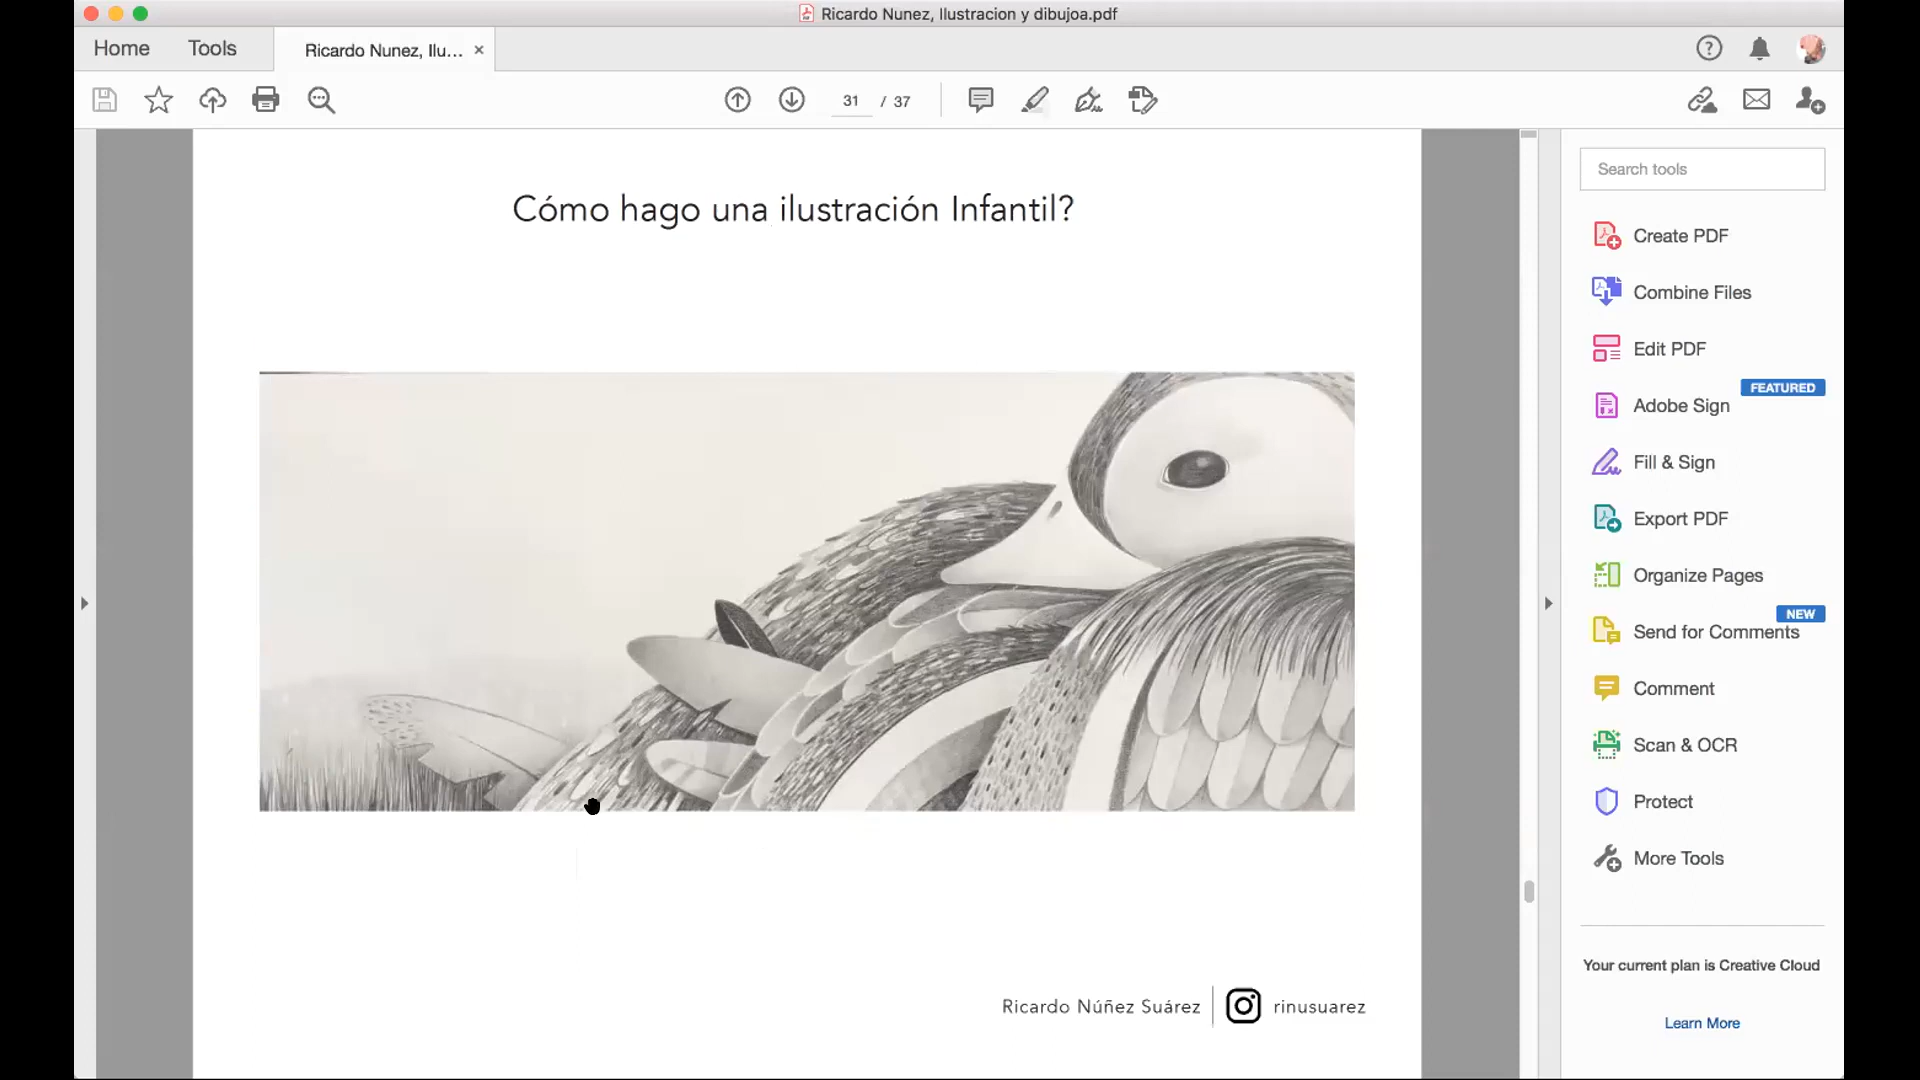 Ricardo Nunez, Ilustracion y dibujoa.pdf
Home
Tools
Ricardo Nunez, Ilu...
31 / 37
Search tools
Cómo hago una ilustración Infantil?
Create PDF
Combine Files
Edit PDF
FEATURED
Adobe Sign
Fill & Sign
Export PDF
Organize Pages
NEW
Send for Comments
Comment
Scan & OCR
Protect
More Tools
Your current plan is Creative Cloud
Learn More
Ricardo Núñez Suárez
rinusuarez